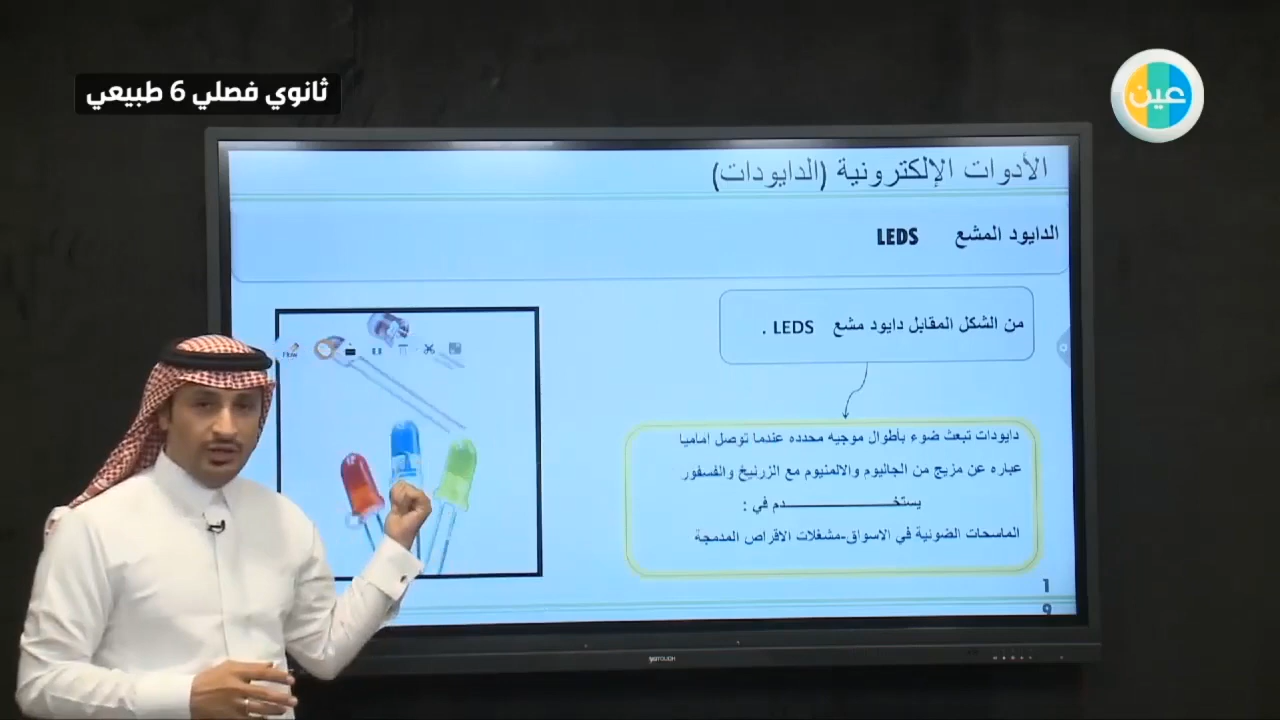 ثانوي فصلي 6 طبيعي
عين
الأدوات الإلكترونية (الدايودات)
الدايود المشع LEDS
من الشكل المقابل دايود مشع LEDS .
دايودات تبعث ضوء بأطوال موجيه محدده عندما توصل اماميا
عباره عن مزيج من الجاليوم والالمنيوم مع الزرنيخ والفسفور
يستخـــــــــــــــــدم في :
الماسحات الضوئية في الاسواق-مشغلات الاقراص المدمجة
1
9